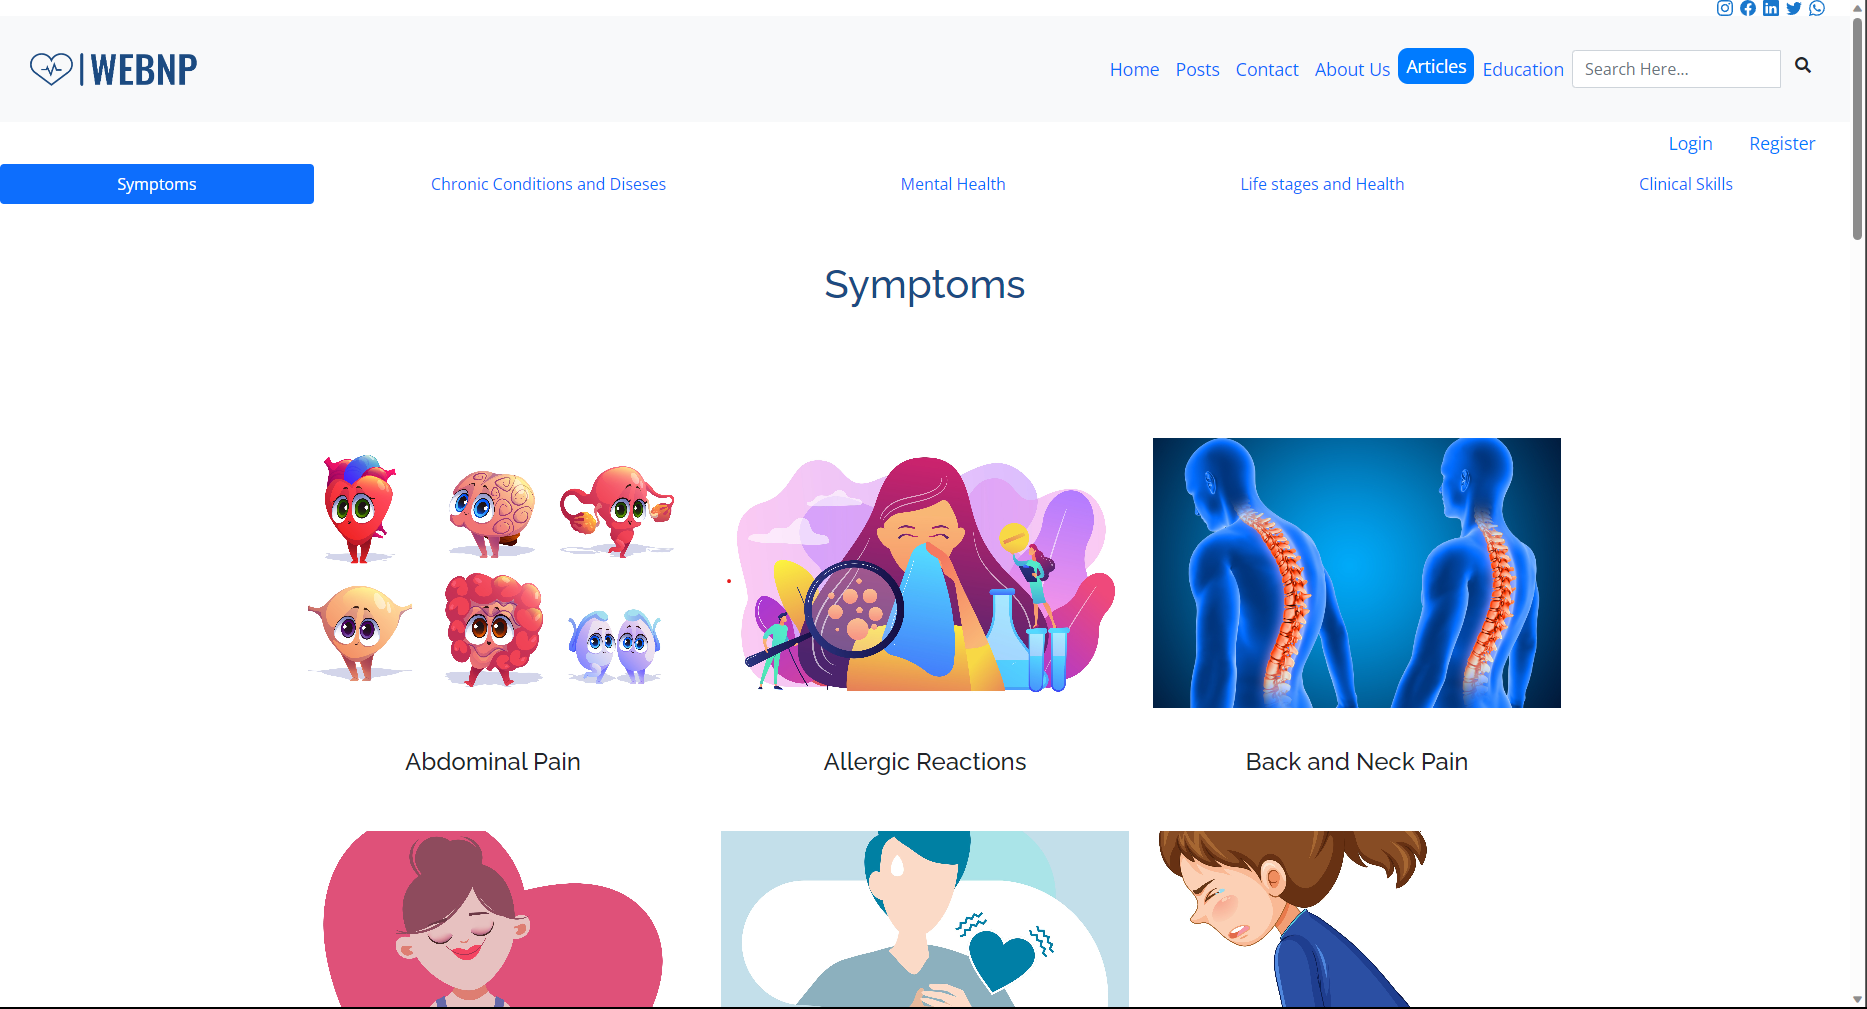 | WEBNP
Home Posts Contact About Us Articles Education Search Here...
Login Register
Symptoms Chronic Conditions and Diseses Mental Health Life stages and Health Clinical Skills
Symptoms
Abdominal Pain Allergic Reactions Back and Neck Pain